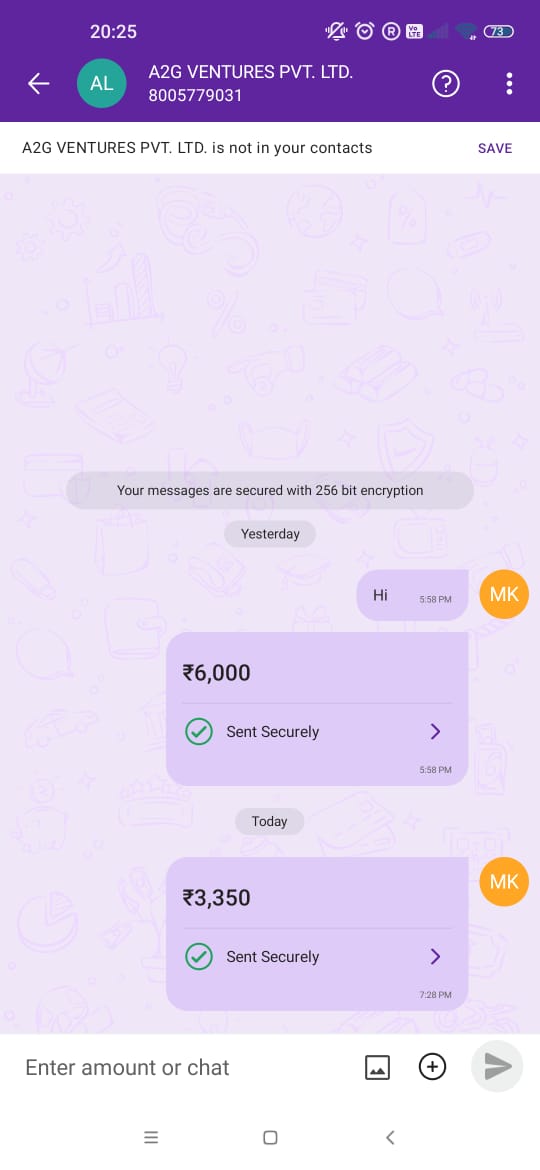 20:25
R
Vo
LTE
73
AL
A2G VENTURES PVT. LTD.
8005779031
?
A2G VENTURES PVT. LTD. is not in your contacts
SAVE
Your messages are secured with 256 bit encryption
Yesterday
Hi
5:58 PM
MK
₹6,000
Sent Securely
5:58 PM
Today
MK
₹3,350
Sent Securely
7:28 PM
Enter amount or chat